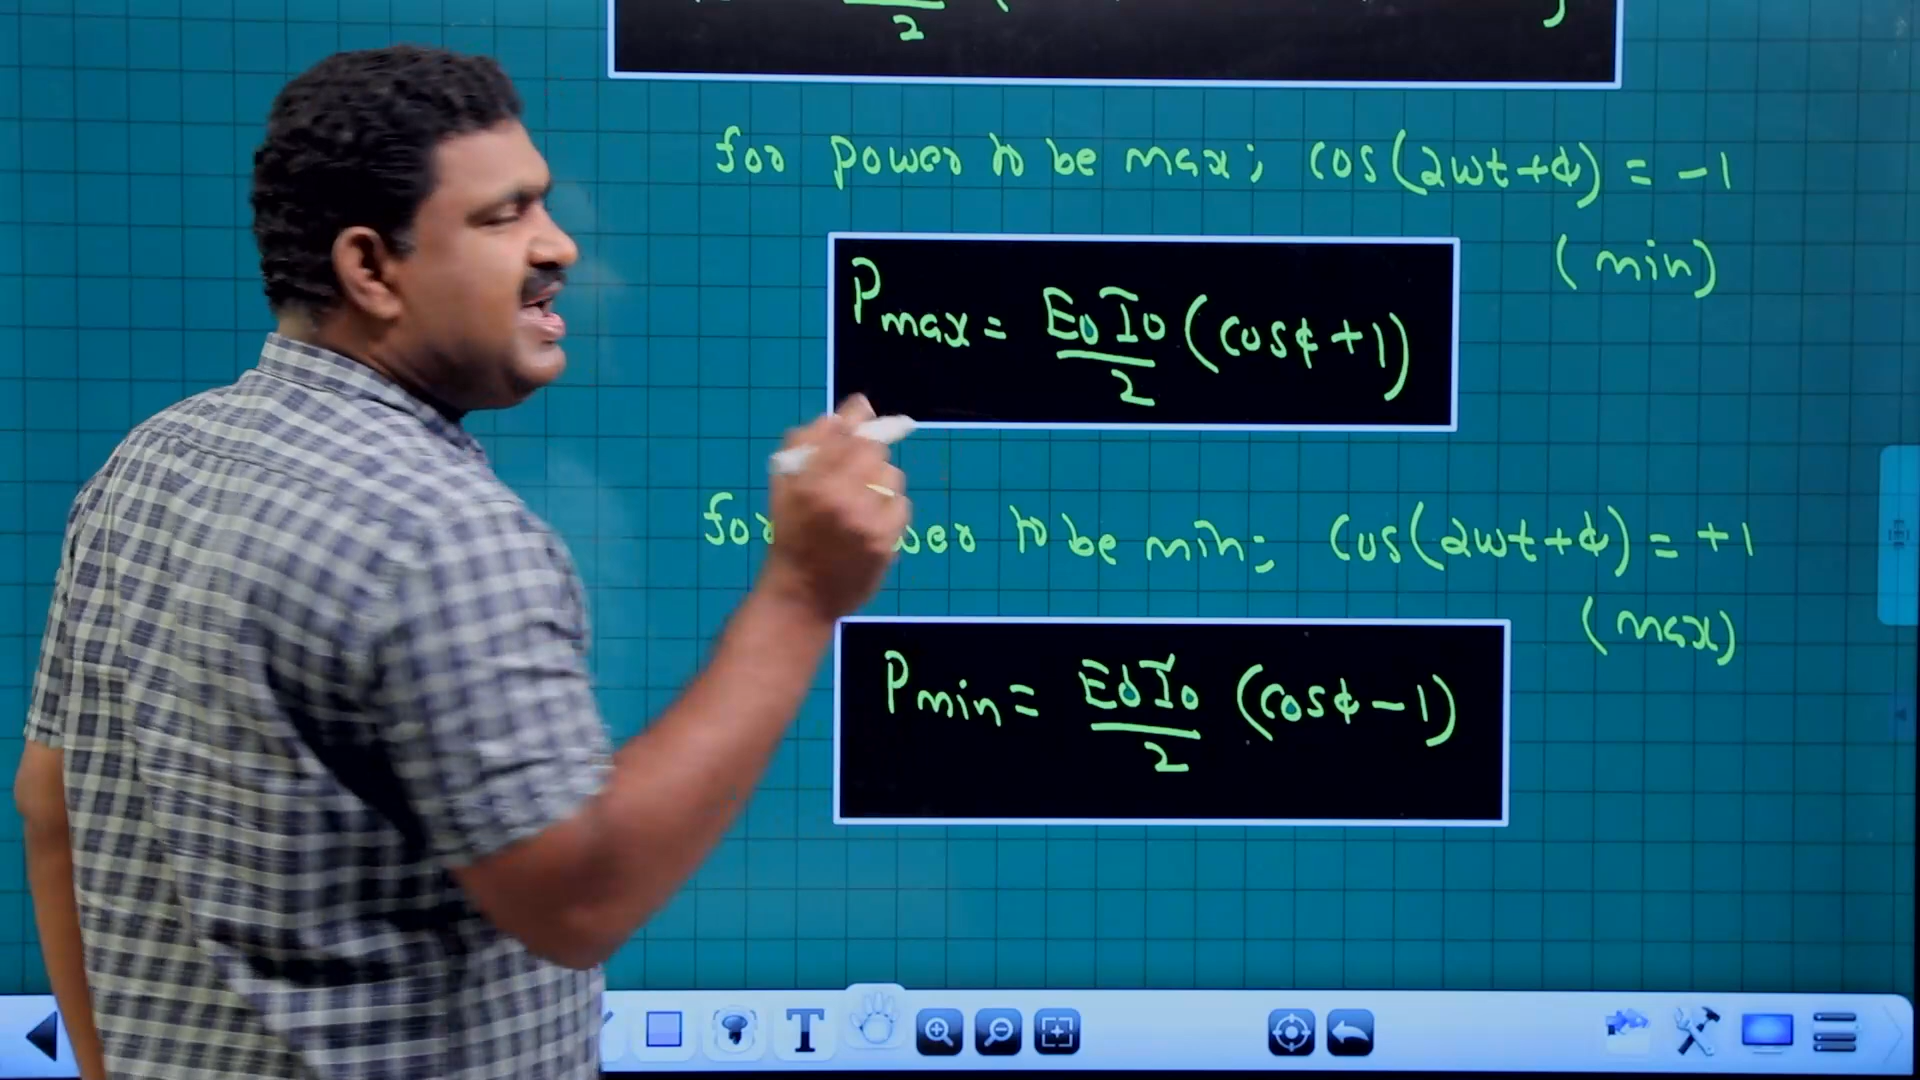 2
for power to be max; cos(2ωt+φ) = -1
(min)
Pmax = E₀I₀/2 (cosφ+1)
for to be min; cos(2ωt+φ) = +1
(max)
Pmin = E₀I₀/2 (cosφ-1)
T